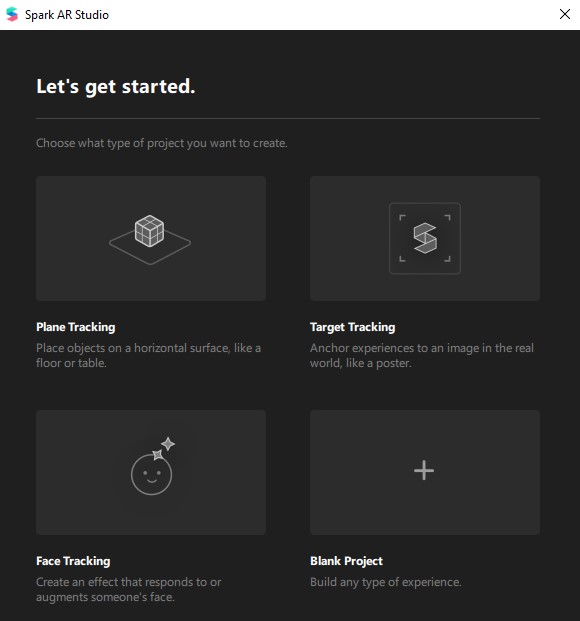 Spark AR Studio
Let's get started.
Choose what type of project you want to create.
Plane Tracking
Place objects on a horizontal surface, like a
floor or table.
Target Tracking
Anchor experiences to an image in the real
world, like a poster.
Face Tracking
Create an effect that responds to or
augments someone's face.
Blank Project
Build any type of experience.